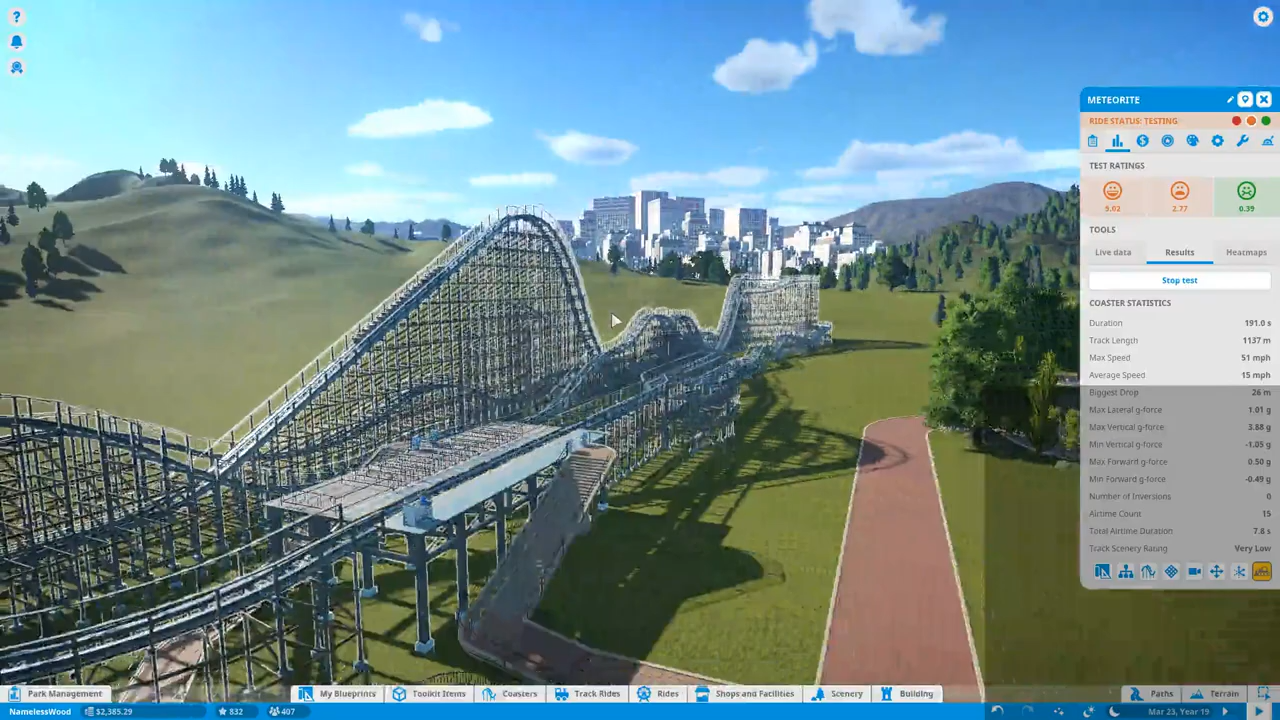 METEORITE
RIDE STATUS: TESTING
TEST RATINGS
5.02 2.77 0.39
TOOLS
Live data Results Heatmaps
Stop test
COASTER STATISTICS
Duration 191.0 s
Track Length 1137 m
Max Speed 51 mph
Average Speed 15 mph
Biggest Drop 26 m
Max Lateral g-force 1.01 g
Max Vertical g-force 3.88 g
Min Vertical g-force -1.05 g
Max Forward g-force 0.50 g
Min Forward g-force -0.49 g
Number of Inversions 0
Airtime Count 15
Total Airtime Duration 7.8 s
Track Scenery Rating Very Low
Park Management My Blueprints Toolkit Items Coasters Track Rides Rides Shops and Facilities Scenery Building Paths Terrain
NamelessWood $2,385.29 832 407 Mar 23, Year 19